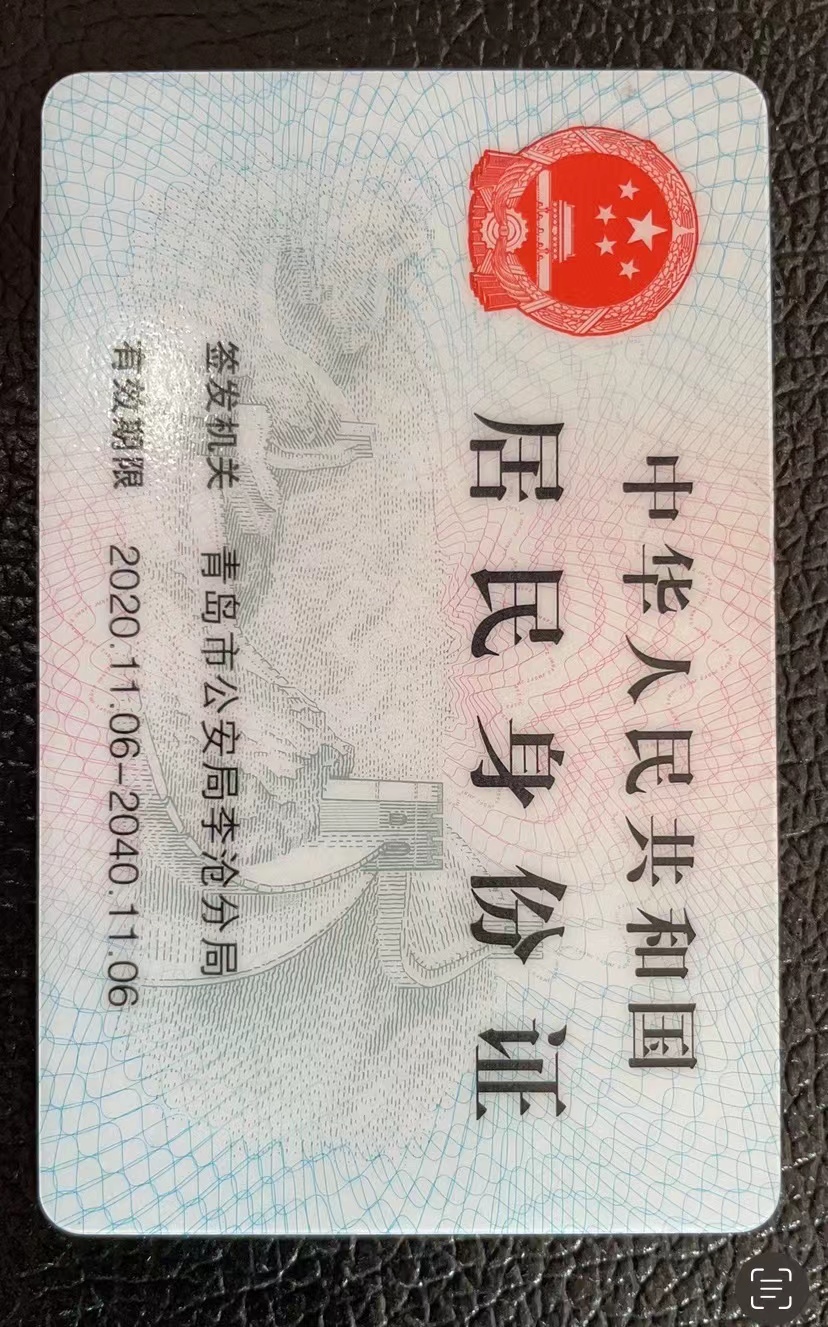 中华人民共和国
居民身份证
签发机关 青岛市公安局李沧分局
有效期限 2020.11.06-2040.11.06